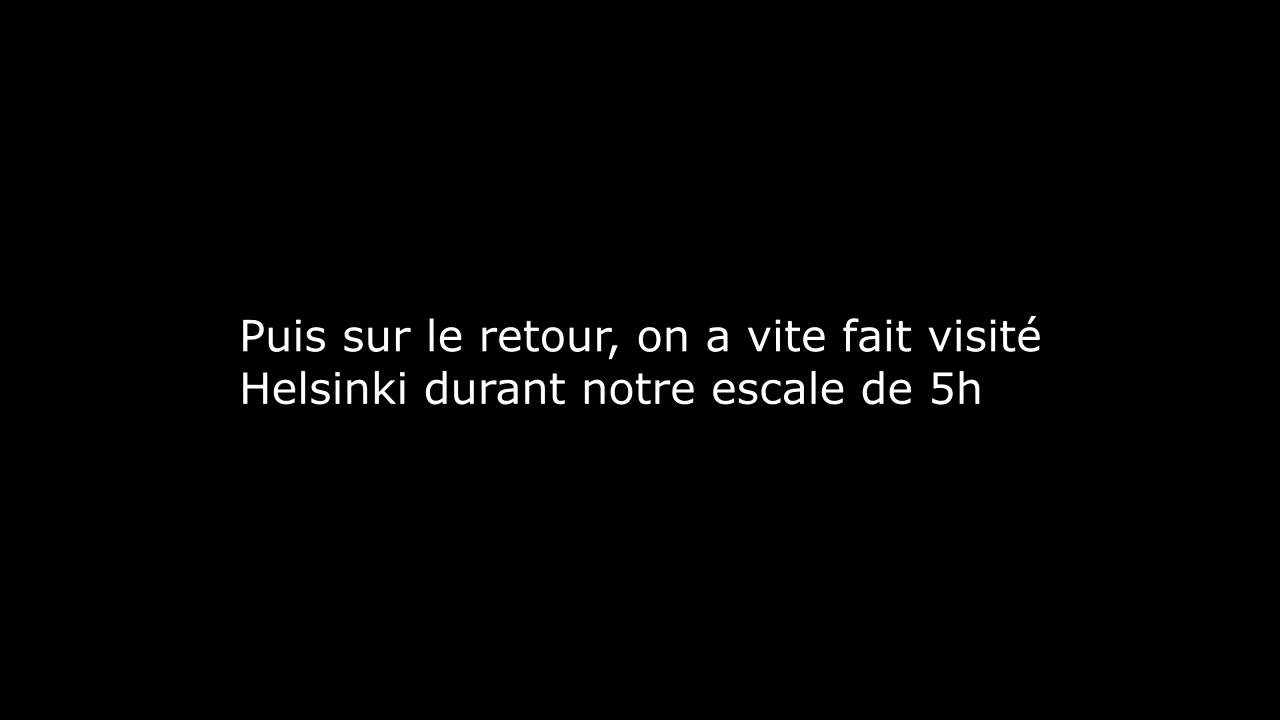 Puis sur le retour, on a vite fait visité
Helsinki durant notre escale de 5h